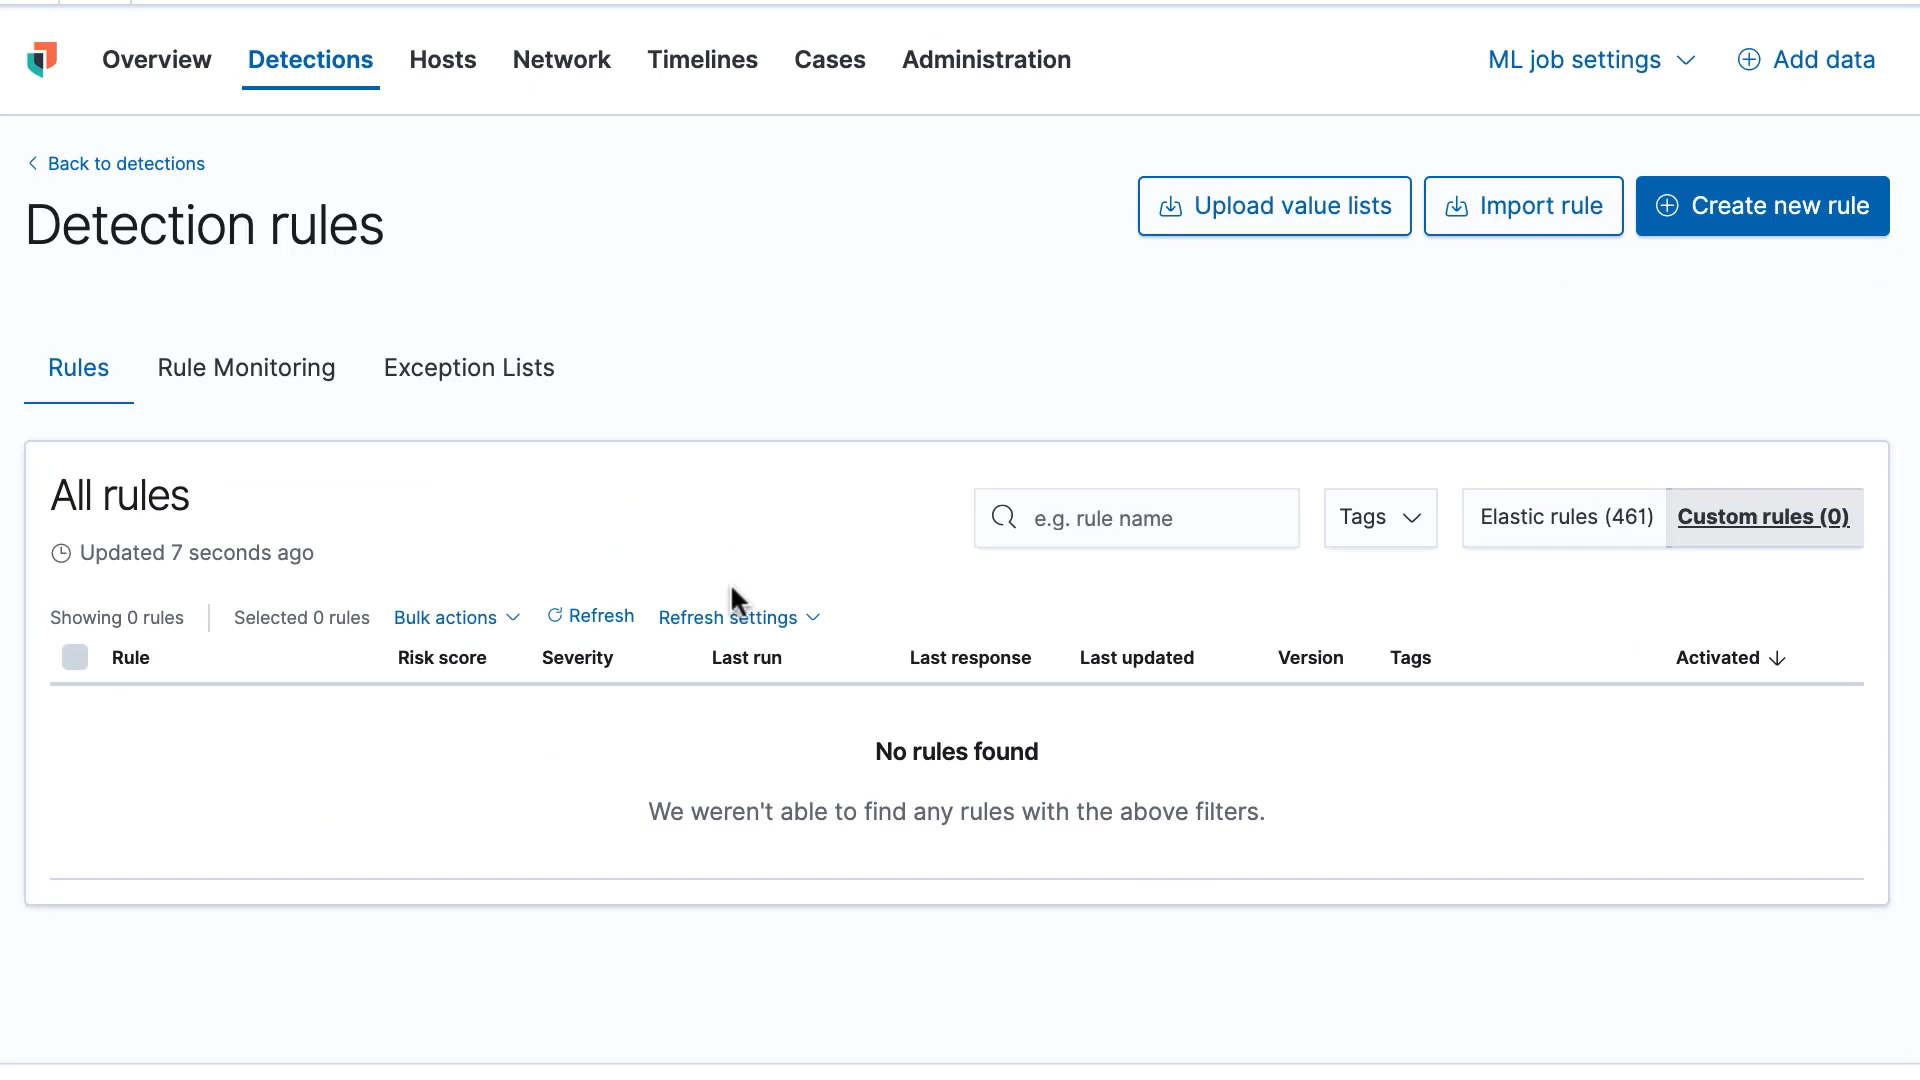 Overview Detections Hosts Network Timelines Cases Administration ML job settings Add data
Back to detections
Detection rules
Upload value lists Import rule Create new rule
Rules Rule Monitoring Exception Lists
All rules
e.g. rule name Tags Elastic rules (461) Custom rules (0)
Updated 7 seconds ago
Showing 0 rules Selected 0 rules Bulk actions Refresh Refresh settings
Rule Risk score Severity Last run Last response Last updated Version Tags Activated
No rules found
We weren't able to find any rules with the above filters.